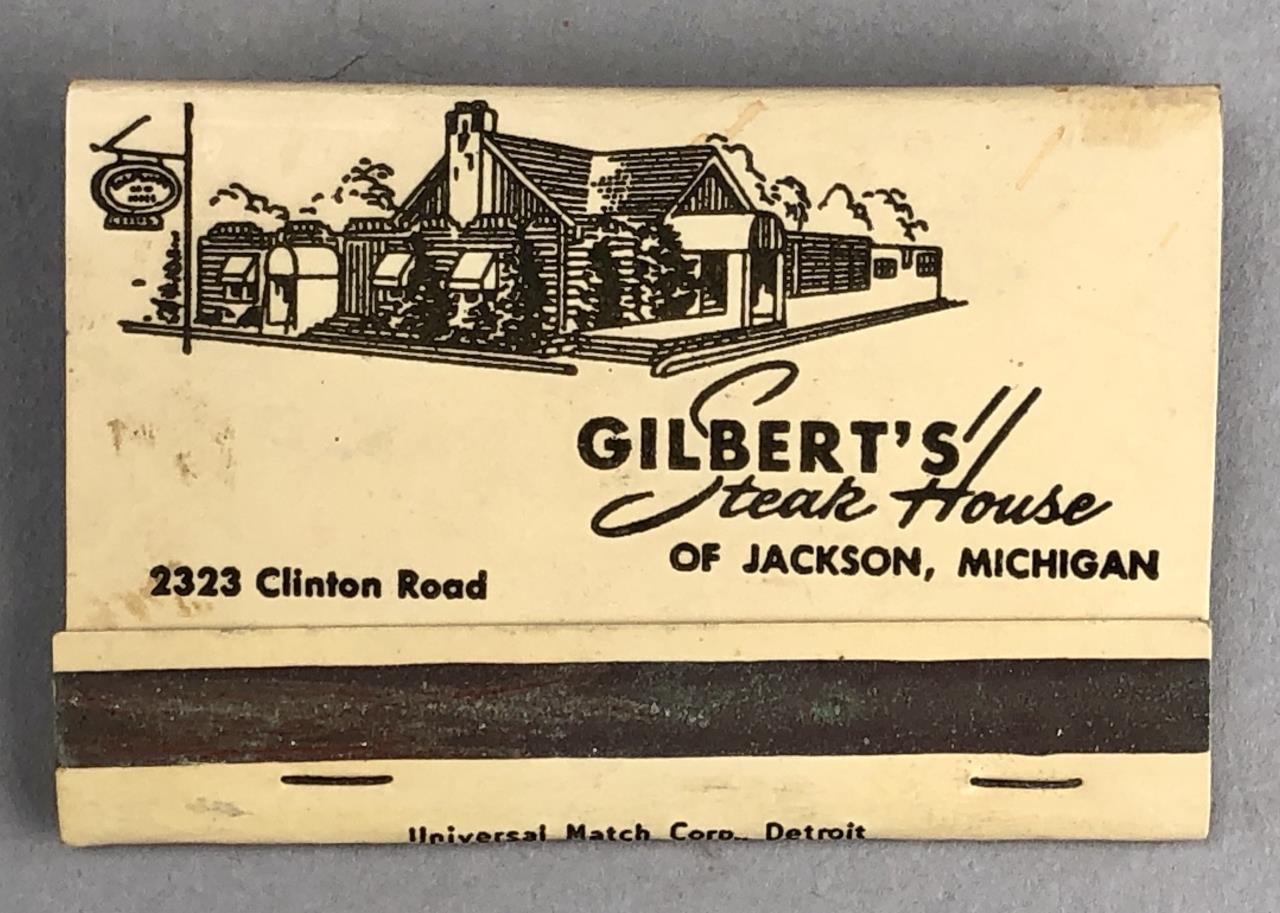 GILBERT'S
Steak House
OF JACKSON, MICHIGAN
2323 Clinton Road
Universal Match Corp., Detroit